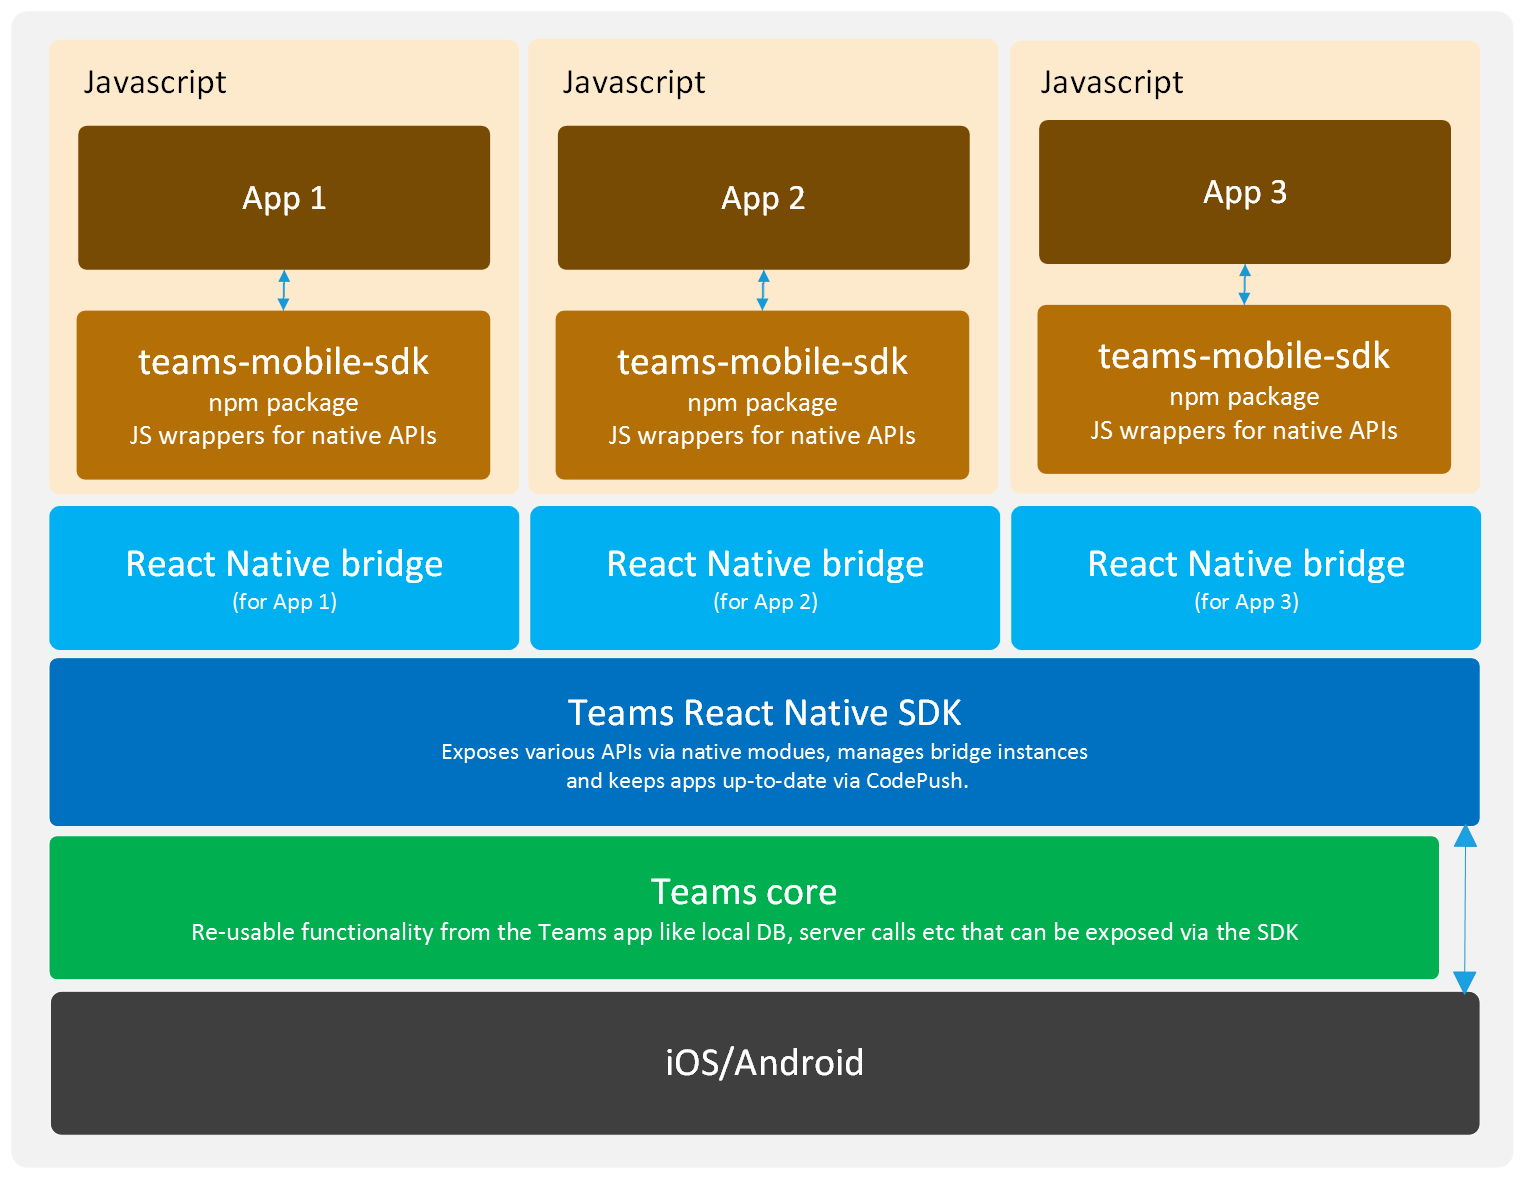 Javascript
App 1
teams-mobile-sdk
npm package
JS wrappers for native APIs
Javascript
App 2
teams-mobile-sdk
npm package
JS wrappers for native APIs
Javascript
App 3
teams-mobile-sdk
npm package
JS wrappers for native APIs
React Native bridge
(for App 1)
React Native bridge
(for App 2)
React Native bridge
(for App 3)
Teams React Native SDK
Exposes various APIs via native modues, manages bridge instances
and keeps apps up-to-date via CodePush.
Teams core
Re-usable functionality from the Teams app like local DB, server calls etc that can be exposed via the SDK
iOS/Android